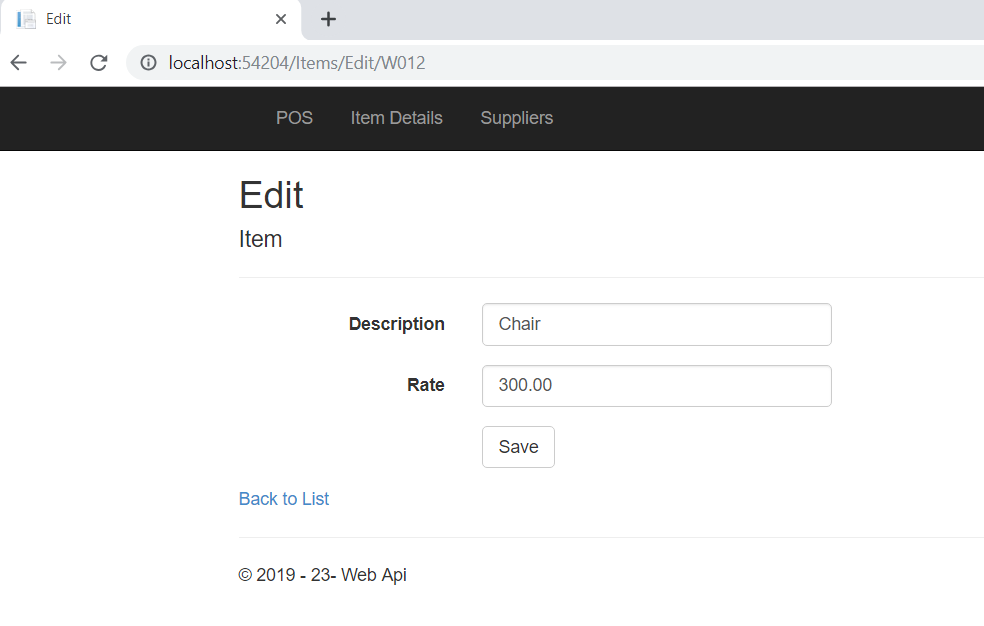 Edit
localhost:54204/Items/Edit/W012
POS Item Details Suppliers
Edit
Item
Description Chair
Rate 300.00
Save
Back to List
© 2019 - 23- Web Api